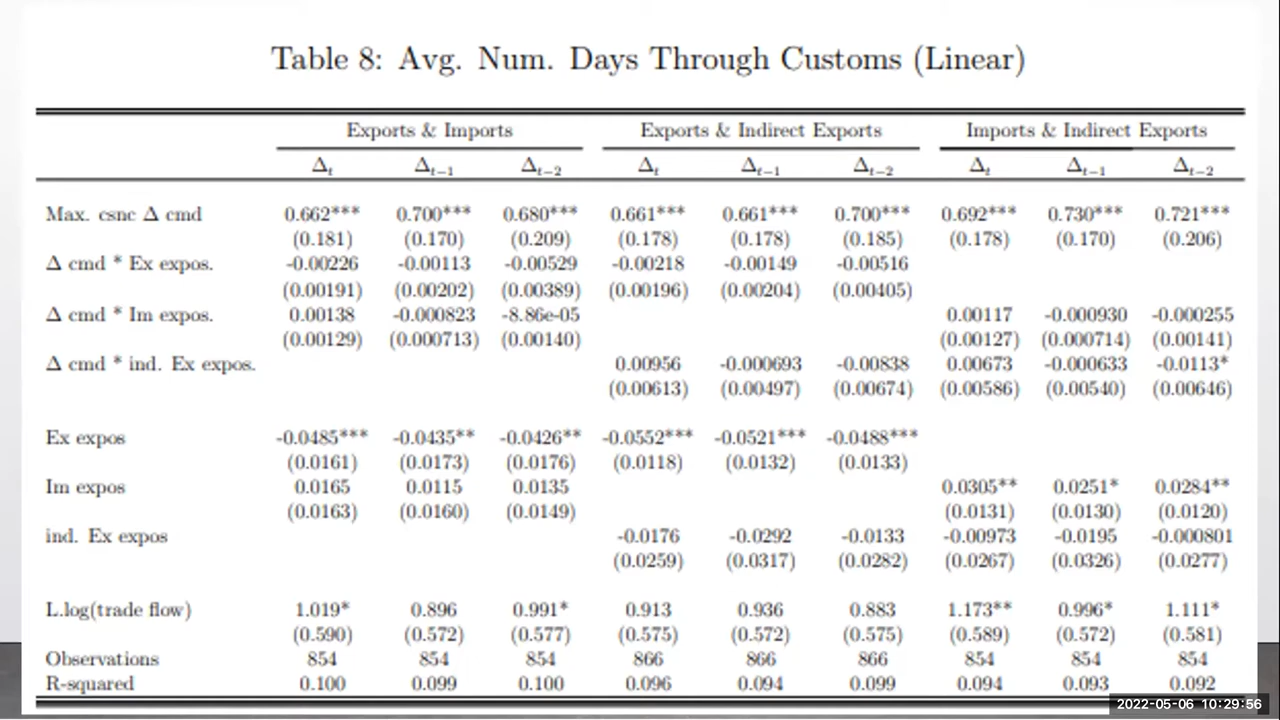 Table 8: Avg. Num. Days Through Customs (Linear)
Exports & Imports Exports & Indirect Exports Imports & Indirect Exports
Δt Δt−1 Δt−2 Δt Δt−1 Δt−2 Δt Δt−1 Δt−2
Max. csnc Δ cmd 0.662*** 0.700*** 0.680*** 0.661*** 0.661*** 0.700*** 0.692*** 0.730*** 0.721***
(0.181) (0.170) (0.209) (0.178) (0.178) (0.185) (0.178) (0.170) (0.206)
Δ cmd * Ex expos. -0.00226 -0.00113 -0.00529 -0.00218 -0.00149 -0.00516
(0.00191) (0.00202) (0.00389) (0.00196) (0.00204) (0.00405)
Δ cmd * Im expos. 0.00138 -0.000823 -8.86e-05 0.00117 -0.000930 -0.000255
(0.00129) (0.000713) (0.00140) (0.00127) (0.000714) (0.00141)
Δ cmd * ind. Ex expos. 0.00956 -0.000693 -0.00838 0.00673 -0.000633 -0.0113*
(0.00613) (0.00497) (0.00674) (0.00586) (0.00540) (0.00646)
Ex expos -0.0485*** -0.0435** -0.0426** -0.0552*** -0.0521*** -0.0488***
(0.0161) (0.0173) (0.0176) (0.0118) (0.0132) (0.0133)
Im expos 0.0165 0.0115 0.0135 0.0305** 0.0251* 0.0284**
(0.0163) (0.0160) (0.0149) (0.0131) (0.0130) (0.0120)
ind. Ex expos -0.0176 -0.0292 -0.0133 -0.00973 -0.0195 -0.000801
(0.0259) (0.0317) (0.0282) (0.0267) (0.0326) (0.0277)
L.log(trade flow) 1.019* 0.896 0.991* 0.913 0.936 0.883 1.173** 0.996* 1.111*
(0.590) (0.572) (0.577) (0.575) (0.572) (0.575) (0.589) (0.572) (0.581)
Observations 854 854 854 866 866 866 854 854 854
R-squared 0.100 0.099 0.100 0.096 0.094 0.099 0.094 0.093 0.092
2022-05-06 10:29:56